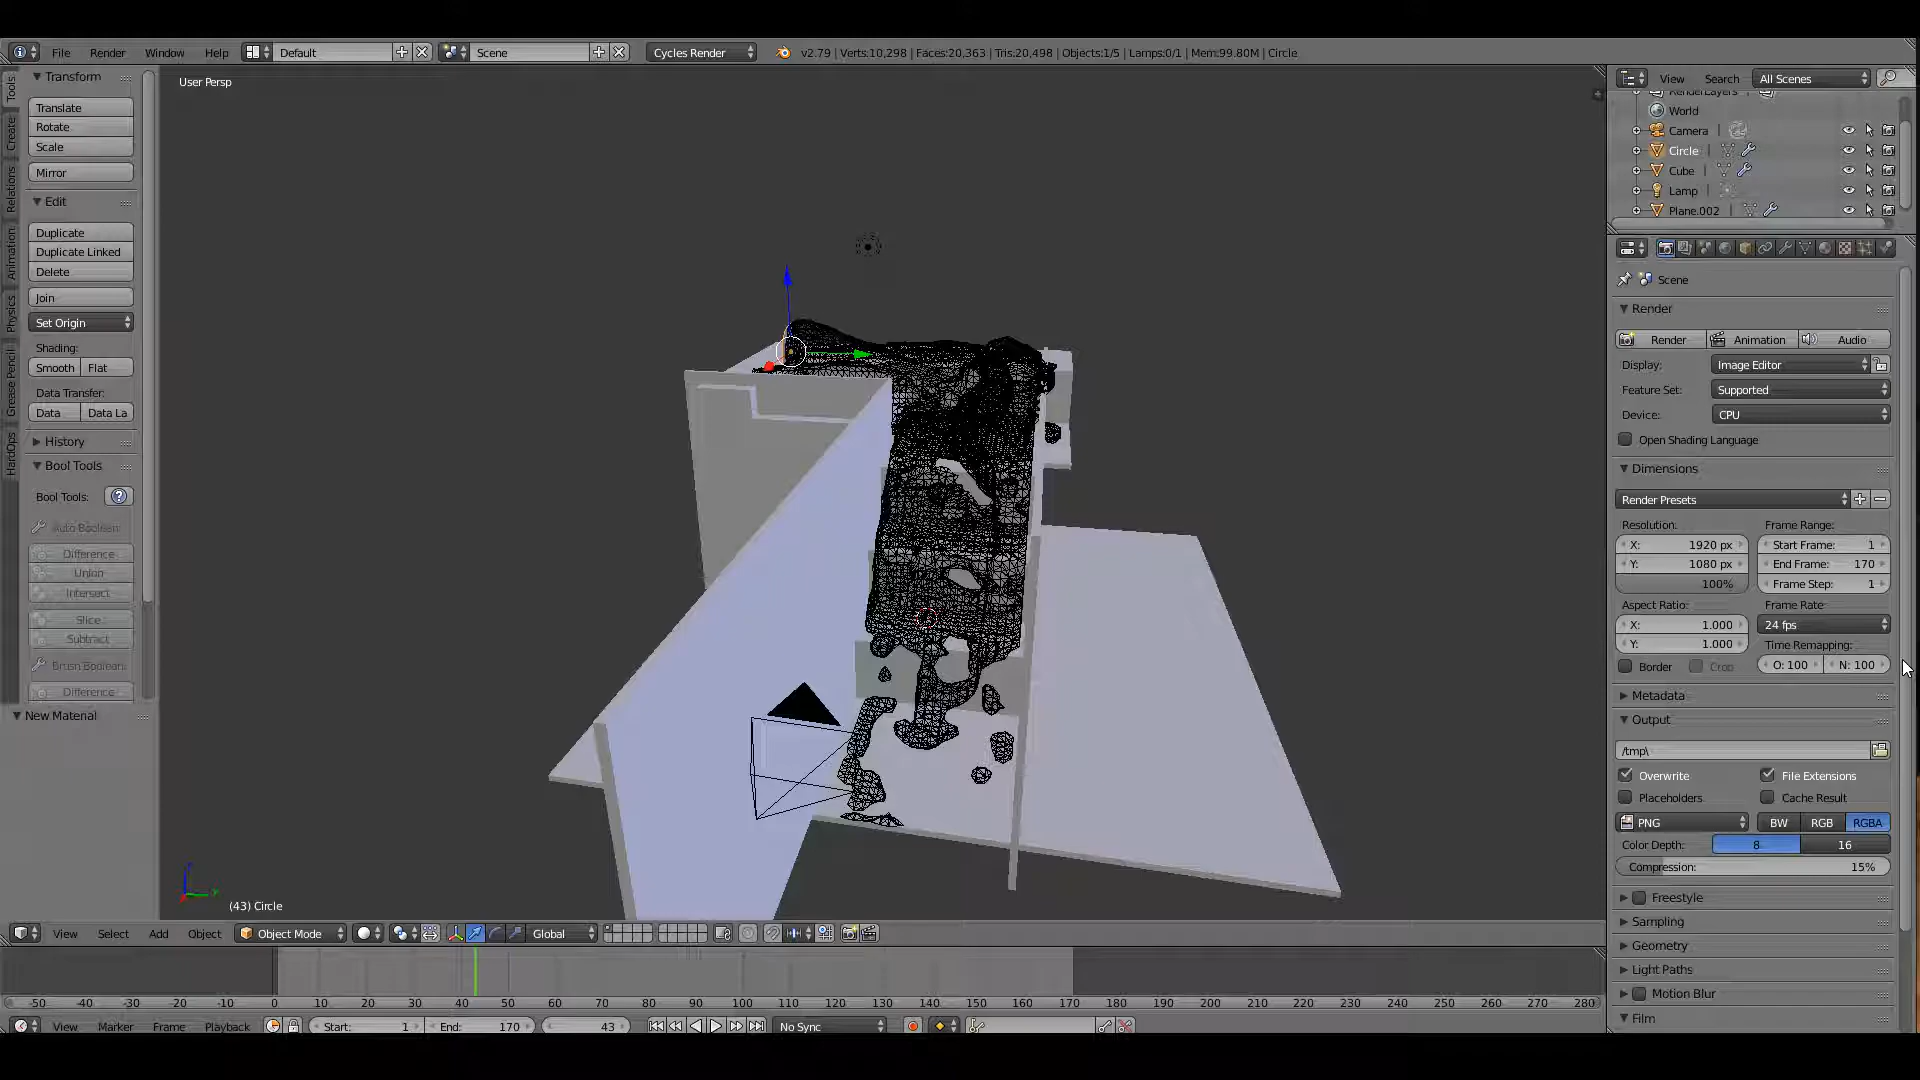 File Render Window Help Default Scene Cycles Render v2.79 | Verts:10,298 | Faces:20,363 | Tris:20,498 | Objects:1/5 | Lamps:0/1 | Mem:99.80M | Circle
Tools
Create
Relations
Animation
Physics
Grease Pencil
HardOps
Transform
Translate
Rotate
Scale
Mirror
Edit
Duplicate
Duplicate Linked
Delete
Join
Set Origin
Shading:
Smooth Flat
Data Transfer:
Data Data La
History
Bool Tools
Bool Tools:
Auto Boolean:
Difference
Union
Intersect
Slice
Subtract
Brush Boolean:
Difference
New Material
User Persp
(43) Circle
View Select Add Object Object Mode Global
-50 -40 -30 -20 -10 0 10 20 30 40 50 60 70 80 90 100 110 120 130 140 150 160 170 180 190 200 210 220 230 240 250 260 270 280
View Marker Frame Playback Start: 1 End: 170 43 No Sync
View Search All Scenes
RenderLayers
World
Camera
Circle
Cube
Lamp
Plane.002
Scene
Render
Render Animation Audio
Display: Image Editor
Feature Set: Supported
Device: CPU
Open Shading Language
Dimensions
Render Presets
Resolution: Frame Range:
X: 1920 px Start Frame: 1
Y: 1080 px End Frame: 170
100% Frame Step: 1
Aspect Ratio: Frame Rate:
X: 1.000 24 fps
Y: 1.000 Time Remapping:
Border Crop O: 100 N: 100
Metadata
Output
/tmp\
Overwrite File Extensions
Placeholders Cache Result
PNG BW RGB RGBA
Color Depth: 8 16
Compression: 15%
Freestyle
Sampling
Geometry
Light Paths
Motion Blur
Film